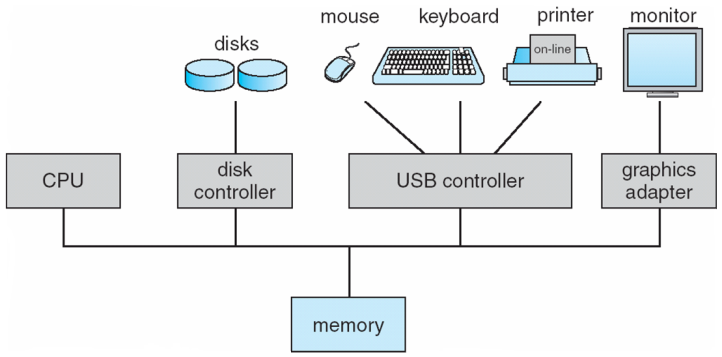 mouse
keyboard
printer
monitor
disks
on-line
CPU
disk
controller
USB controller
graphics
adapter
memory